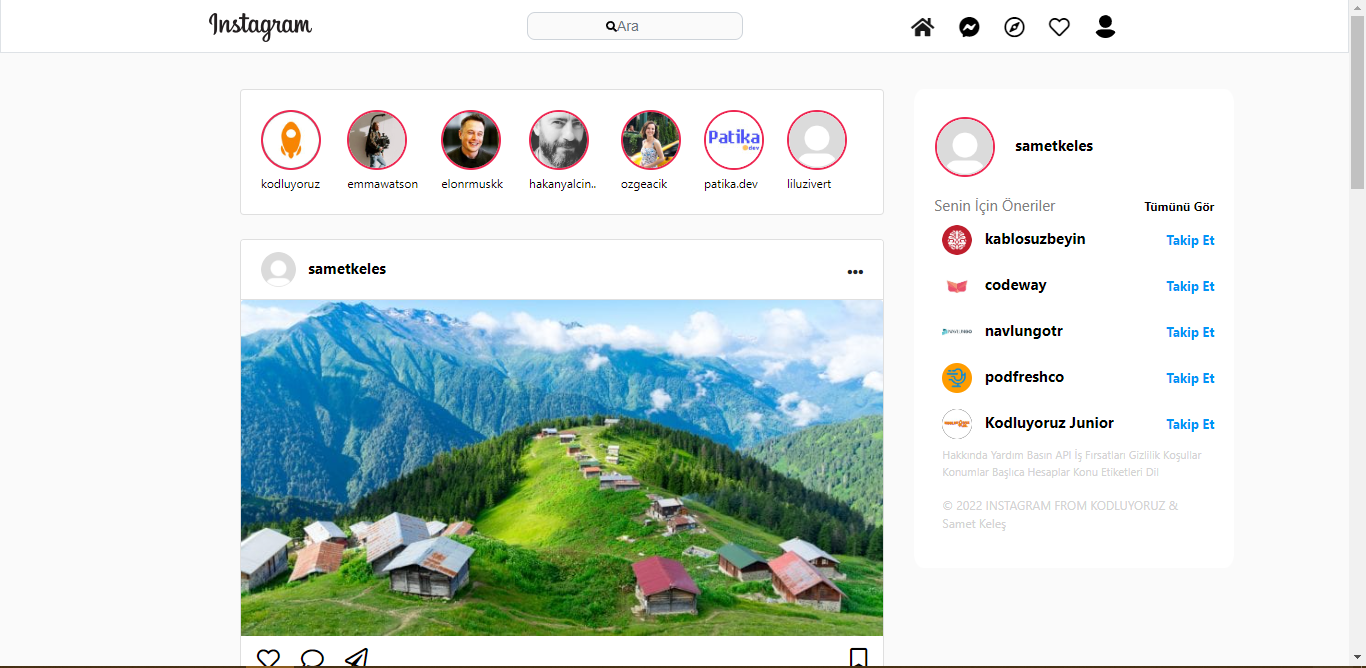 Instagram
Ara
kodluyoruz
emmawatson
elonrmuskk
hakanyalcin..
ozgeacik
Patika
dev
patika.dev
liluzivert
sametkeles
sametkeles
Senin İçin Öneriler
Tümünü Gör
kablosuzbeyin
Takip Et
codeway
Takip Et
navlungotr
Takip Et
podfreshco
Takip Et
Kodluyoruz Junior
Takip Et
Hakkında Yardım Basın API İş Fırsatları Gizlilik Koşullar
Konumlar Başlıca Hesaplar Konu Etiketleri Dil
© 2022 INSTAGRAM FROM KODLUYORUZ &
Samet Keleş